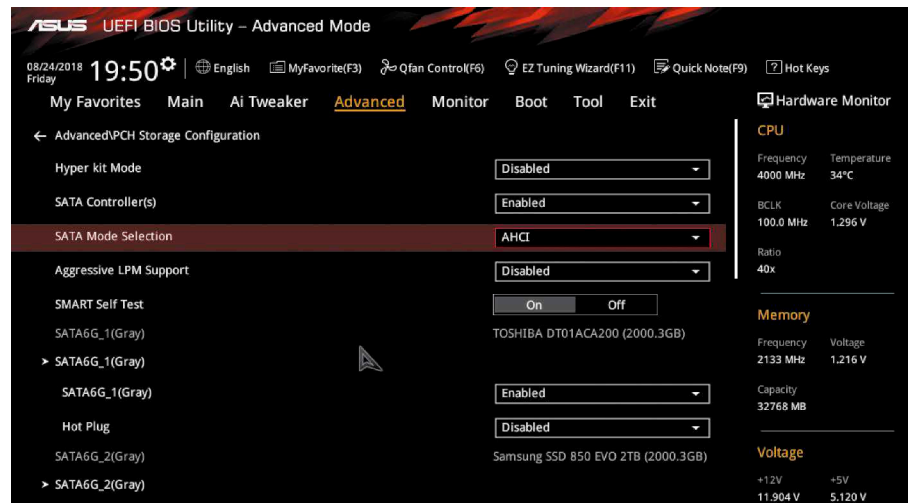 ASUS UEFI BIOS Utility – Advanced Mode
08/24/2018
Friday
19:50
English MyFavorite(F3) Qfan Control(F6) EZ Tuning Wizard(F11) Quick Note(F9) ? Hot Keys
My Favorites Main Ai Tweaker Advanced Monitor Boot Tool Exit
← Advanced\PCH Storage Configuration
Hyper kit Mode Disabled
SATA Controller(s) Enabled
SATA Mode Selection AHCI
Aggressive LPM Support Disabled
SMART Self Test On Off
SATA6G_1(Gray) TOSHIBA DT01ACA200 (2000.3GB)
> SATA6G_1(Gray)
SATA6G_1(Gray) Enabled
Hot Plug Disabled
SATA6G_2(Gray) Samsung SSD 850 EVO 2TB (2000.3GB)
> SATA6G_2(Gray)
Hardware Monitor
CPU
Frequency Temperature
4000 MHz 34°C
BCLK Core Voltage
100.0 MHz 1.296 V
Ratio
40x
Memory
Frequency Voltage
2133 MHz 1.216 V
Capacity
32768 MB
Voltage
+12V +5V
11.904 V 5.120 V